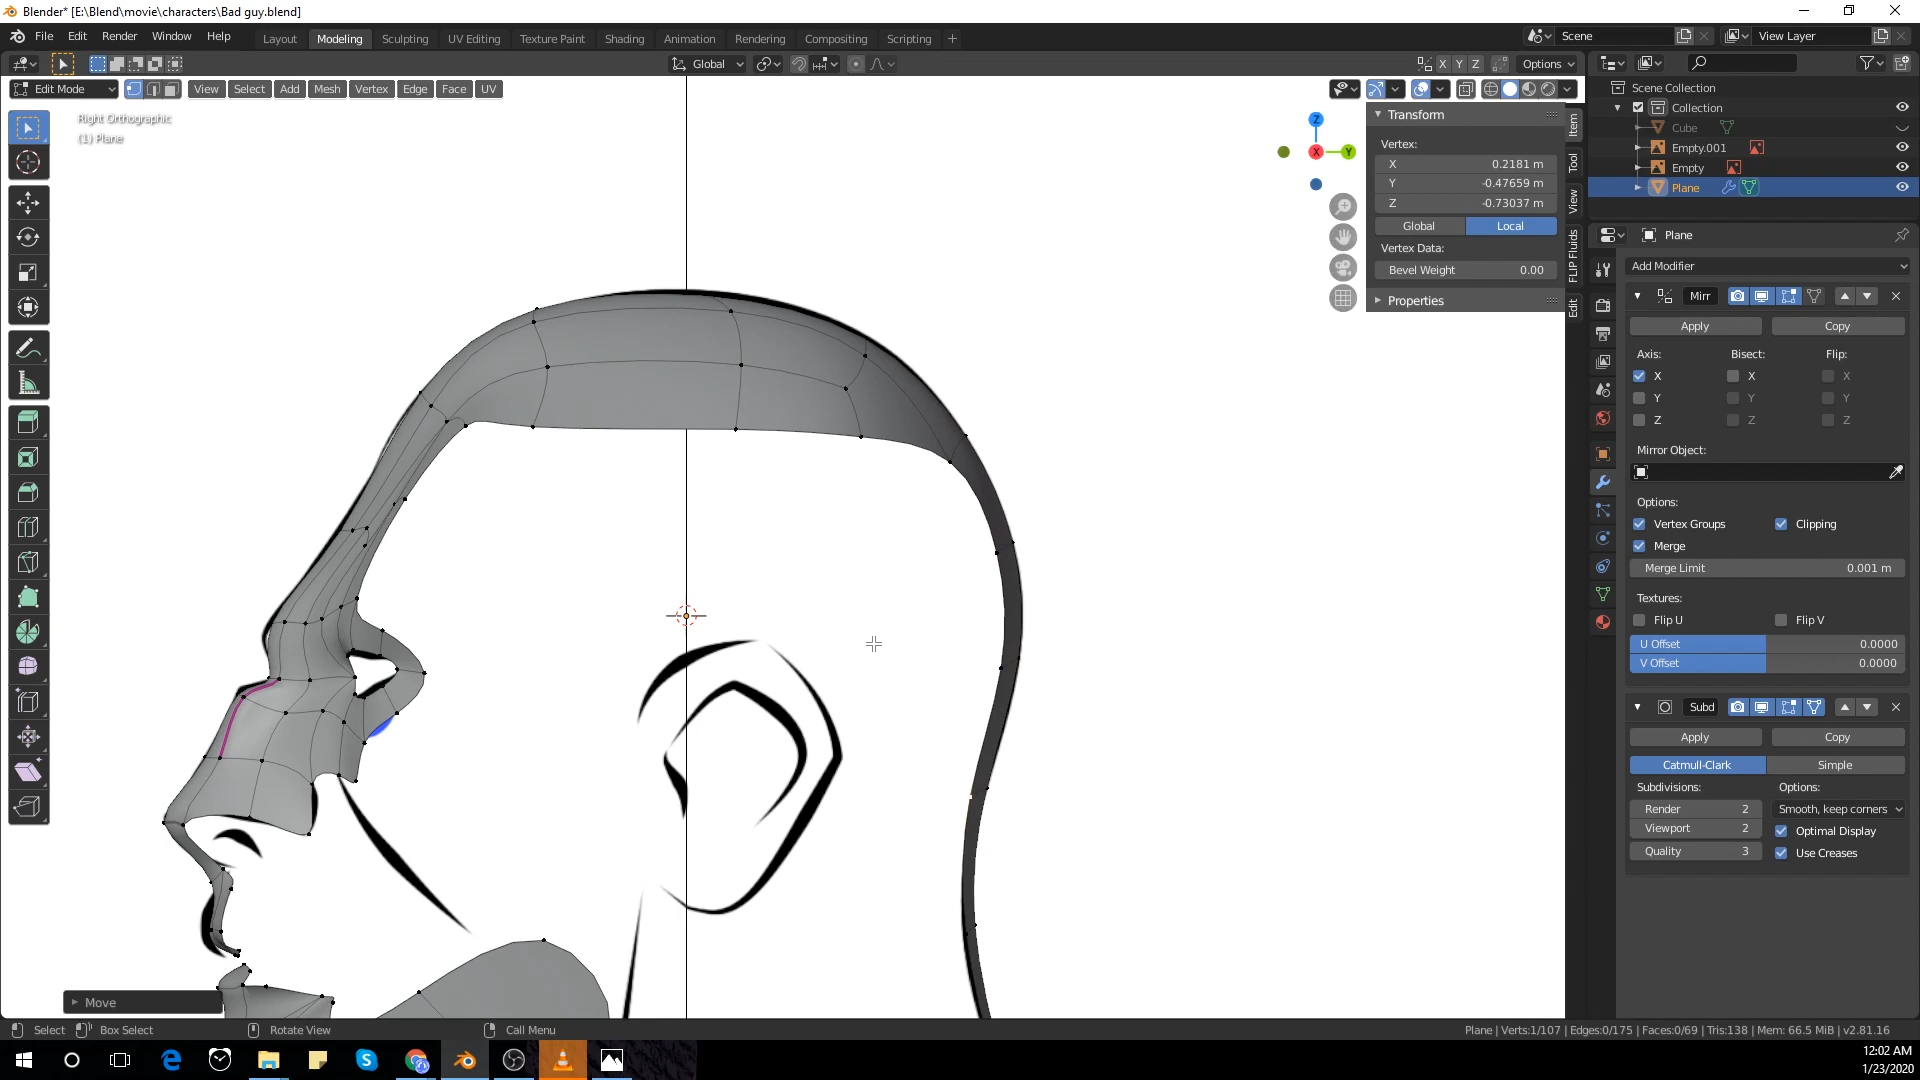 Blender* [E:\Blend\movie\characters\Bad guy.blend]
File Edit Render Window Help
Layout Modeling Sculpting UV Editing Texture Paint Shading Animation Rendering Compositing Scripting +
Scene
View Layer
Global
X Y Z
Options
Edit Mode
View Select Add Mesh Vertex Edge Face UV
Right Orthographic
(1) Plane
Z
X
Y
Transform
Vertex:
X 0.2181 m
Y -0.47659 m
Z -0.73037 m
Global Local
Vertex Data:
Bevel Weight 0.00
Properties
Item
Tool
View
FLIP Fluids
Edit
Scene Collection
Collection
Cube
Empty.001
Empty
Plane
Plane
Add Modifier
Mirr
Apply Copy
Axis: Bisect: Flip:
X X X
Y Y Y
Z Z Z
Mirror Object:
Options:
Vertex Groups Clipping
Merge
Merge Limit 0.001 m
Textures:
Flip U Flip V
U Offset 0.0000
V Offset 0.0000
Subd
Apply Copy
Catmull-Clark Simple
Subdivisions: Options:
Render 2 Smooth, keep corners
Viewport 2 Optimal Display
Quality 3 Use Creases
Move
Select Box Select Rotate View Call Menu
Plane | Verts:1/107 | Edges:0/175 | Faces:0/69 | Tris:138 | Mem: 66.5 MiB | v2.81.16
12:02 AM
1/23/2020